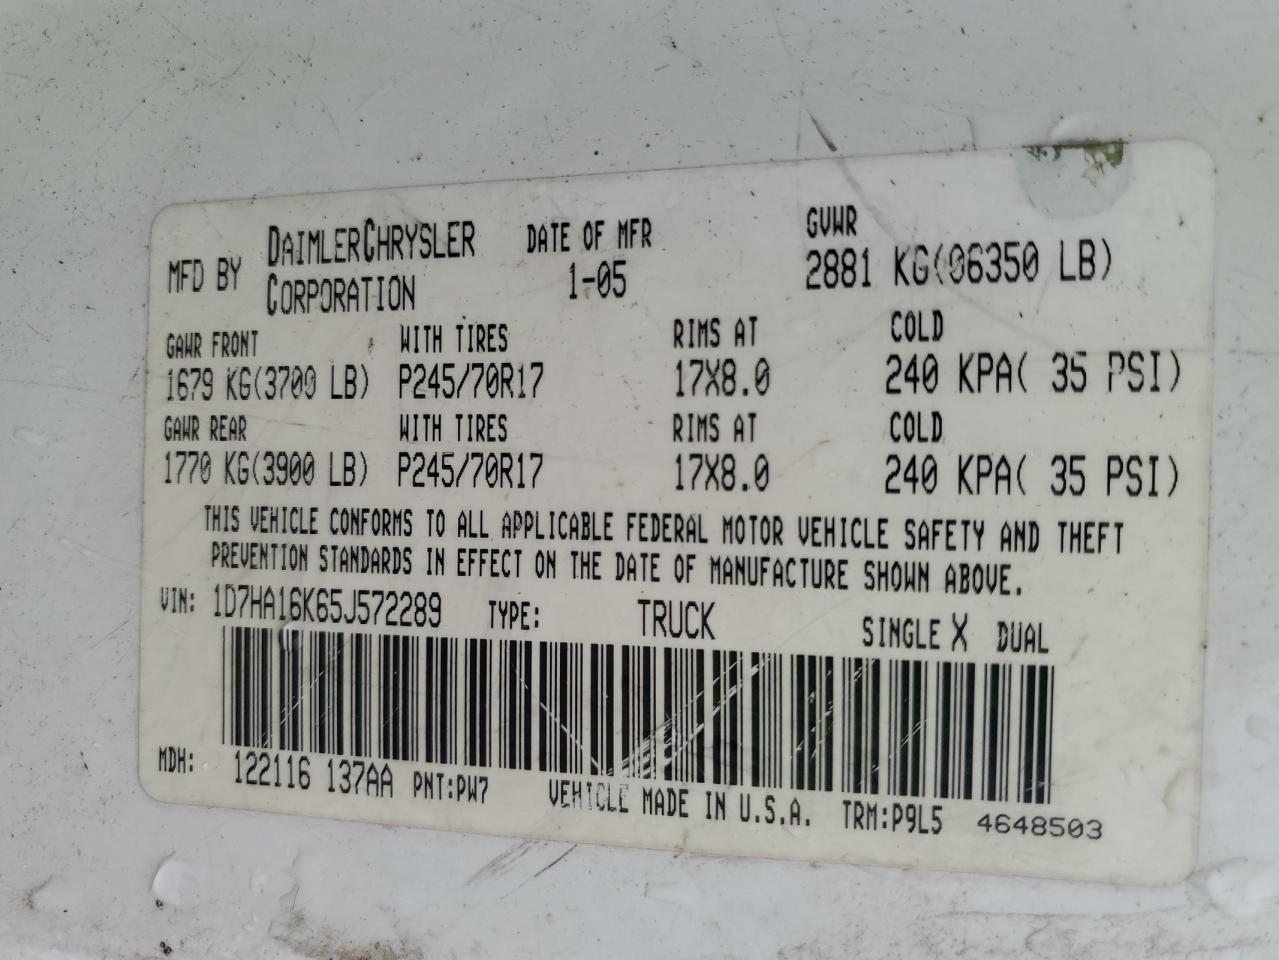 MFD BY DAIMLERCHRYSLER CORPORATION DATE OF MFR 1-05 GVWR 2881 KG(06350 LB)
GAWR FRONT WITH TIRES RIMS AT COLD
1679 KG(3700 LB) P245/70R17 17X8.0 240 KPA( 35 PSI)
GAWR REAR WITH TIRES RIMS AT COLD
1770 KG(3900 LB) P245/70R17 17X8.0 240 KPA( 35 PSI)
THIS VEHICLE CONFORMS TO ALL APPLICABLE FEDERAL MOTOR VEHICLE SAFETY AND THEFT
PREVENTION STANDARDS IN EFFECT ON THE DATE OF MANUFACTURE SHOWN ABOVE.
VIN: 1D7HA16K65J572289 TYPE: TRUCK SINGLE X DUAL
MDH: 122116 137AA PNT:PW7 VEHICLE MADE IN U.S.A. TRM:P9L5 4648503